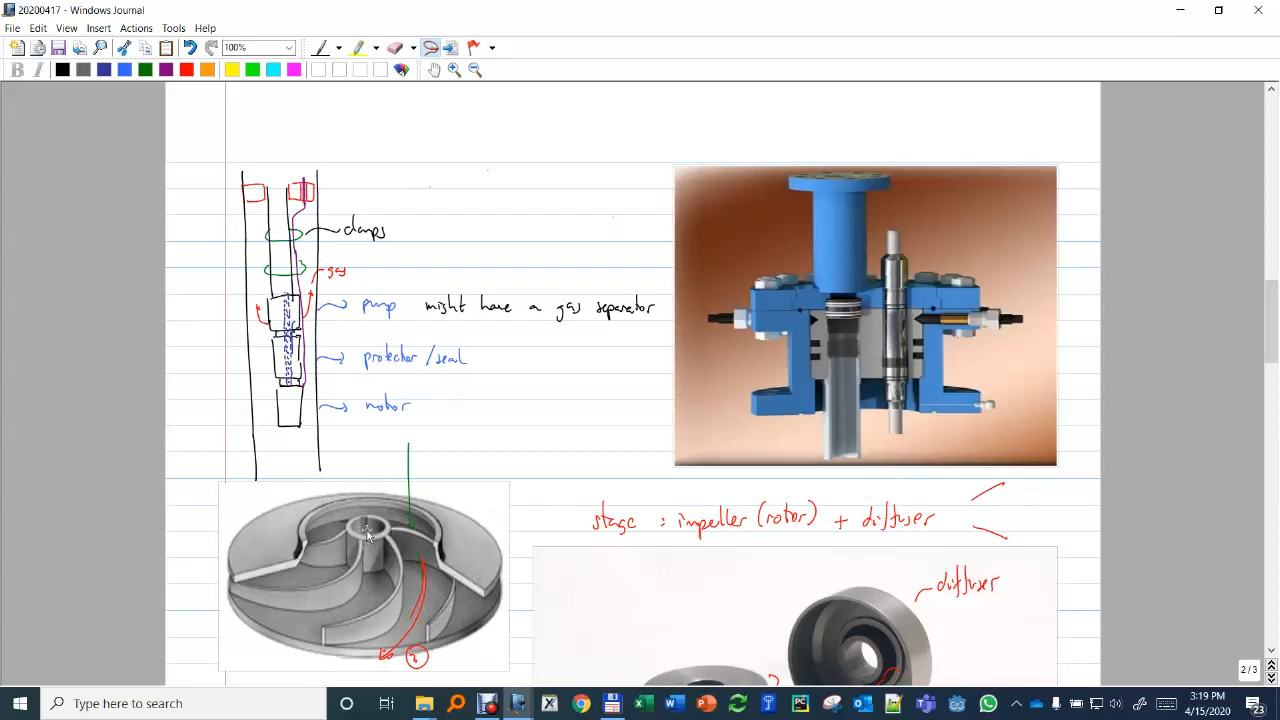 20200417 - Windows Journal
File Edit View Insert Actions Tools Help
100%
B I
clamps
gas
pump might have a gas separator
protector/seal
motor
stage : impeller (rotor) + diffuser
diffuser
2/3
Type here to search
3:19 PM
4/15/2020
23